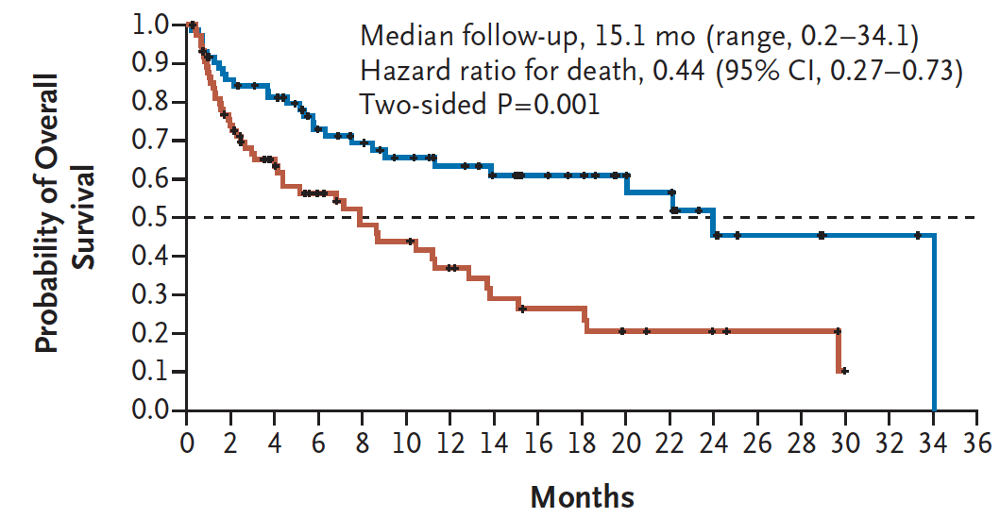 Median follow-up, 15.1 mo (range, 0.2–34.1)
Hazard ratio for death, 0.44 (95% CI, 0.27–0.73)
Two-sided P=0.001
Probability of Overall
Survival
1.0
0.9
0.8
0.7
0.6
0.5
0.4
0.3
0.2
0.1
0.0
0 2 4 6 8 10 12 14 16 18 20 22 24 26 28 30 32 34 36
Months